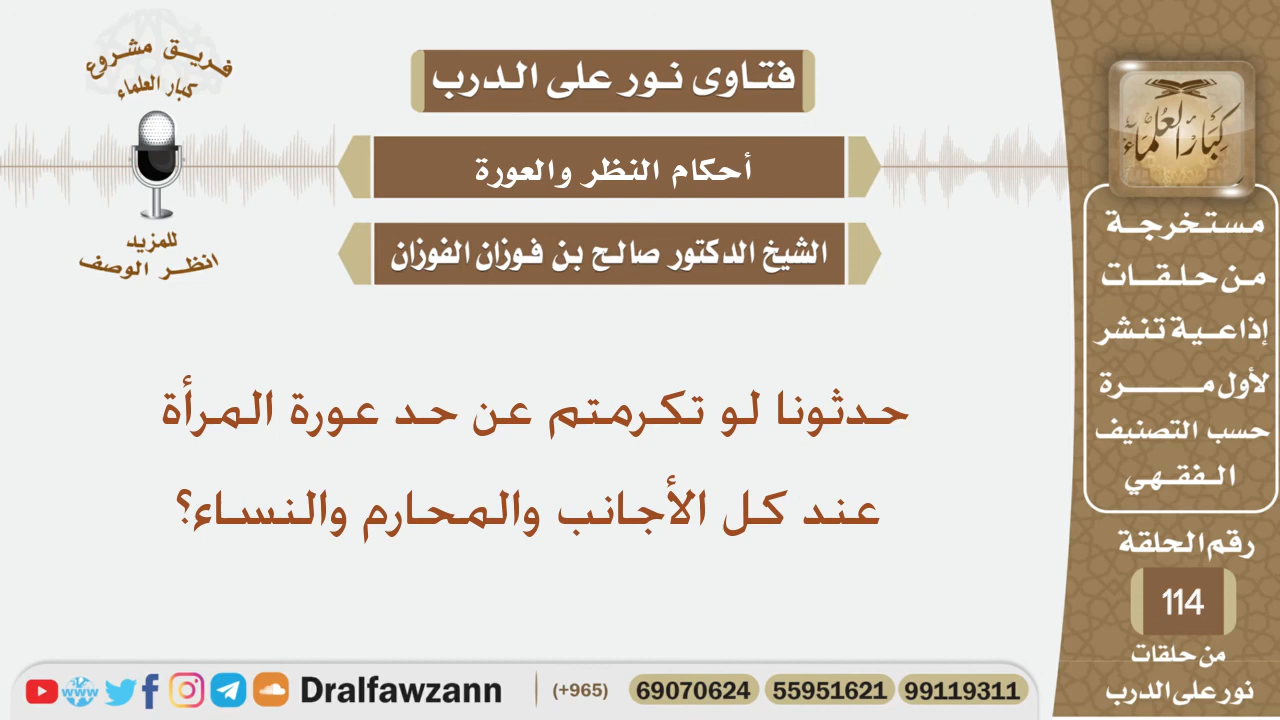 فريق مشروع
كبار العلماء
للمزيد
انظر الوصف
فتاوى نور على الدرب
أحكام النظر والعورة
الشيخ الدكتور صالح بن فوزان الفوزان
حدثونا لو تكرمتم عن حد عورة المرأة
عند كل الأجانب والمحارم والنساء؟
كبار العلماء
مستخرجة
من حلقات
إذاعية تنشر
لأول مرة
حسب التصنيف
الفقهي
رقم الحلقة
114
من حلقات
نور على الدرب
www Dralfawzann (+965) 69070624 55951621 99119311